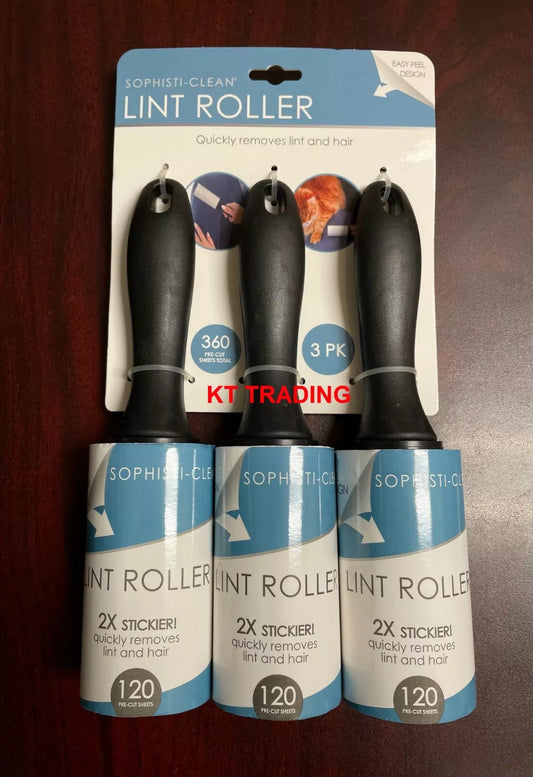 SOPHISTI-CLEAN®
LINT ROLLER
EASY PEEL
DESIGN
Quickly removes lint and hair
360
PRE-CUT
SHEETS TOTAL
3 PK
KT TRADING
SOPHISTI-CL
LINT ROLLER
2X STICKIER!
quickly removes
lint and hair
120
PRE-CUT SHEETS
SOPHISTI-CLE
LINT ROLLER
2X STICKIER!
quickly removes
lint and hair
120
PRE-CUT SHEETS
SOPHISTI-CL
LINT ROLLER
2X STICKIER!
quickly removes
lint and hair
120
PRE-CUT SHEETS